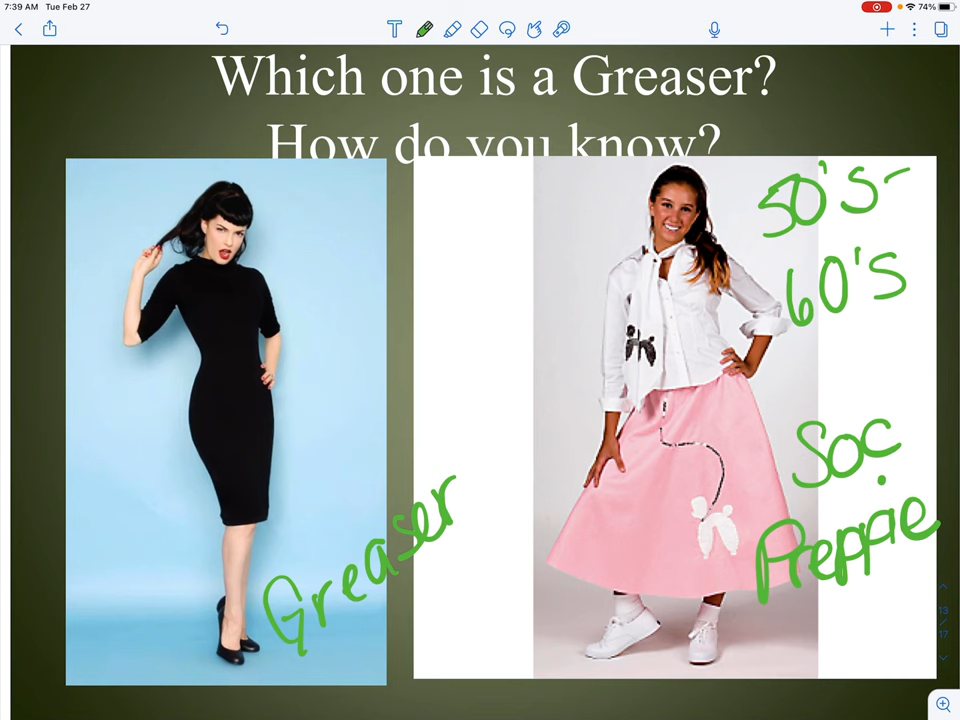 7:39 AM Tue Feb 27
74%
Which one is a Greaser?
How do you know?
50's-
60's
Soc
Preppie
Greaser
13
/
17